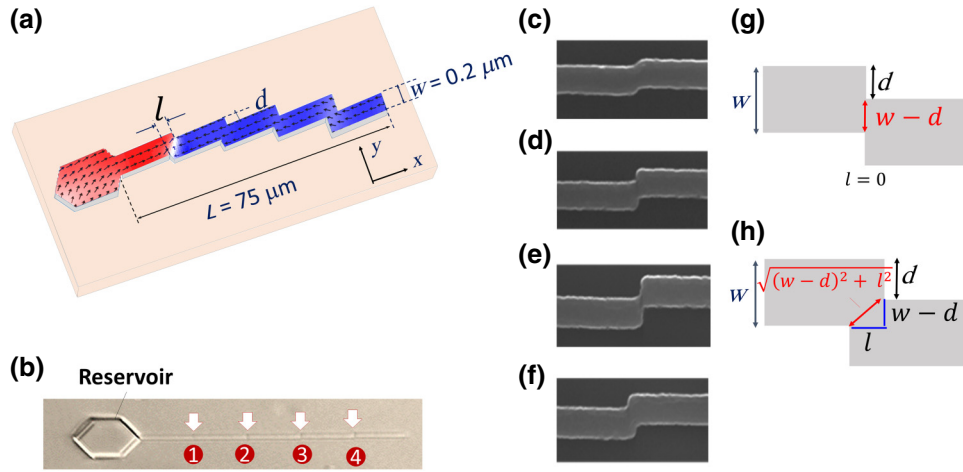 (a)
l
d
w = 0.2 μm
L = 75 μm
y
x
(b)
Reservoir
1 2 3 4
(c)
(d)
(e)
(f)
(g)
w
d
w − d
l = 0
(h)
w
√(w − d)² + l²
d
w − d
l